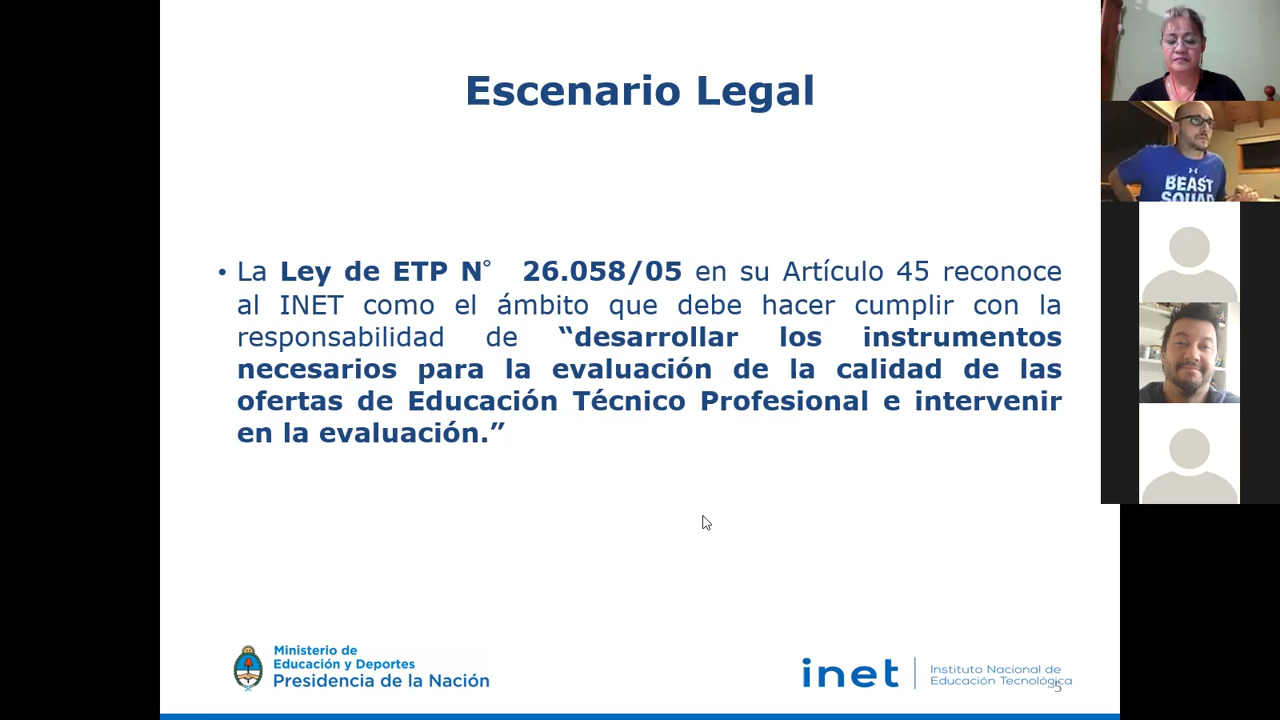 Escenario Legal
• La Ley de ETP N° 26.058/05 en su Artículo 45 reconoce
al INET como el ámbito que debe hacer cumplir con la
responsabilidad de “desarrollar los instrumentos
necesarios para la evaluación de la calidad de las
ofertas de Educación Técnico Profesional e intervenir
en la evaluación.”
Ministerio de
Educación y Deportes
Presidencia de la Nación
inet
Instituto Nacional de
Educación Tecnológica
5
BEAST
SQUAD